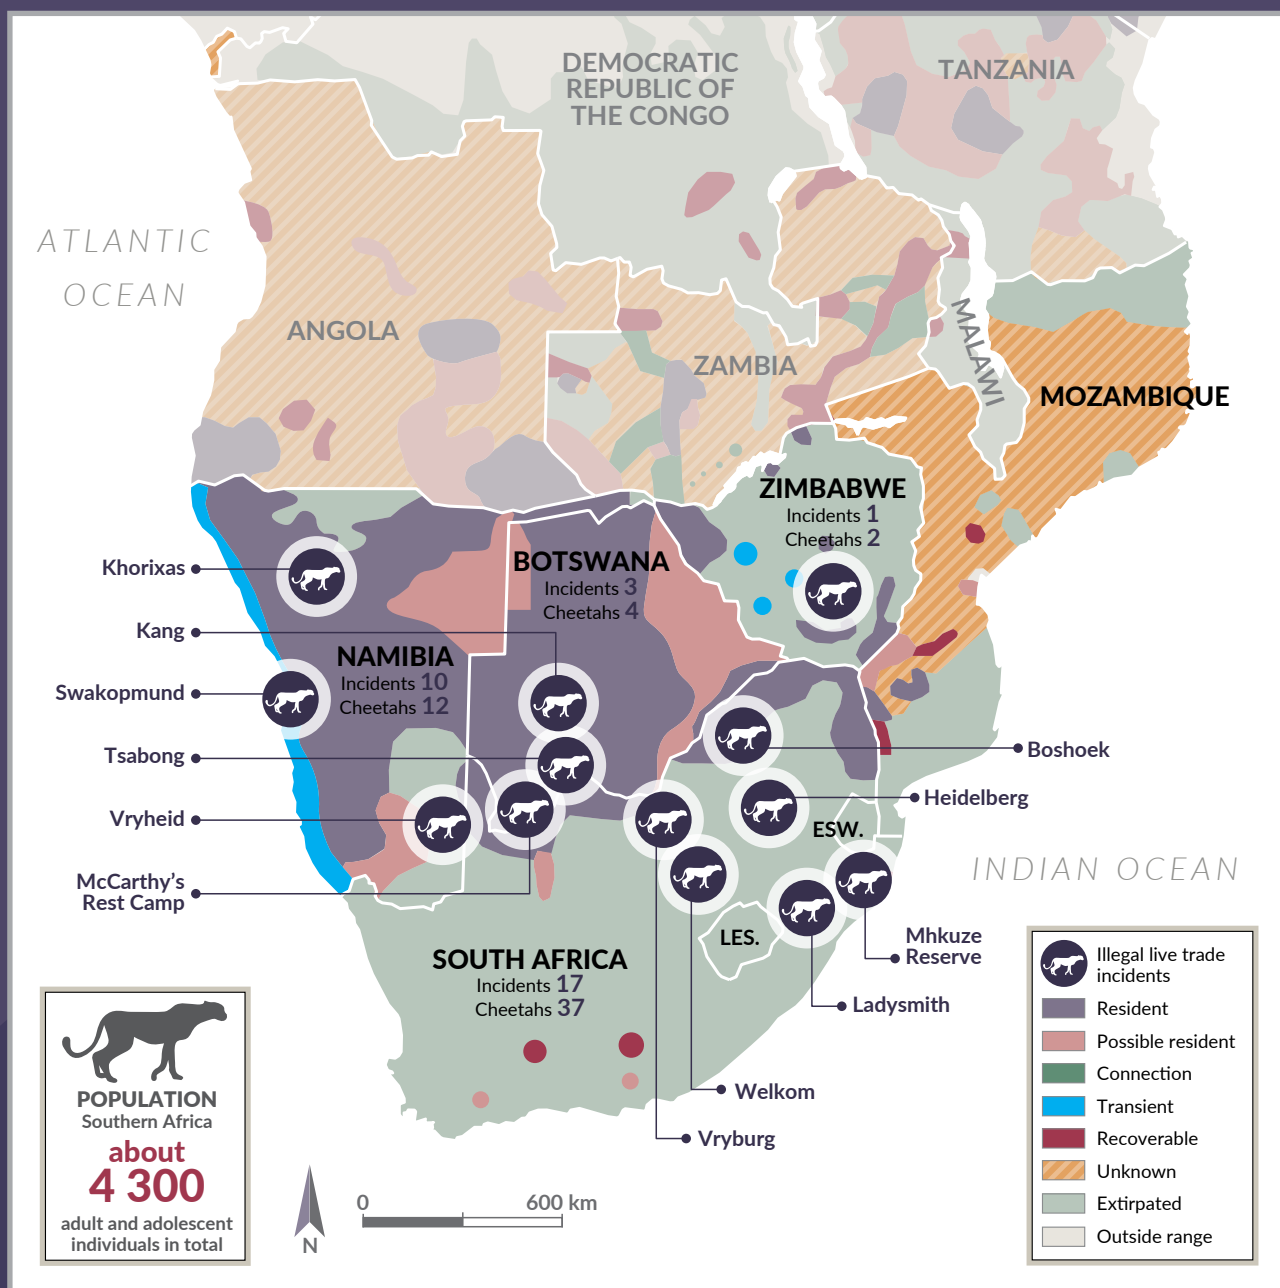 DEMOCRATIC
REPUBLIC OF
THE CONGO
TANZANIA
ATLANTIC
OCEAN
ANGOLA
ZAMBIA
MALAWI
MOZAMBIQUE
ZIMBABWE
Incidents 1
Cheetahs 2
BOTSWANA
Incidents 3
Cheetahs 4
NAMIBIA
Incidents 10
Cheetahs 12
Khorixas
Kang
Swakopmund
Tsabong
Vryheid
McCarthy's
Rest Camp
Boshoek
Heidelberg
ESW.
INDIAN OCEAN
LES.
Mhkuze
Reserve
Ladysmith
SOUTH AFRICA
Incidents 17
Cheetahs 37
Welkom
Vryburg
POPULATION
Southern Africa
about
4 300
adult and adolescent
individuals in total
N
0 600 km
Illegal live trade
incidents
Resident
Possible resident
Connection
Transient
Recoverable
Unknown
Extirpated
Outside range